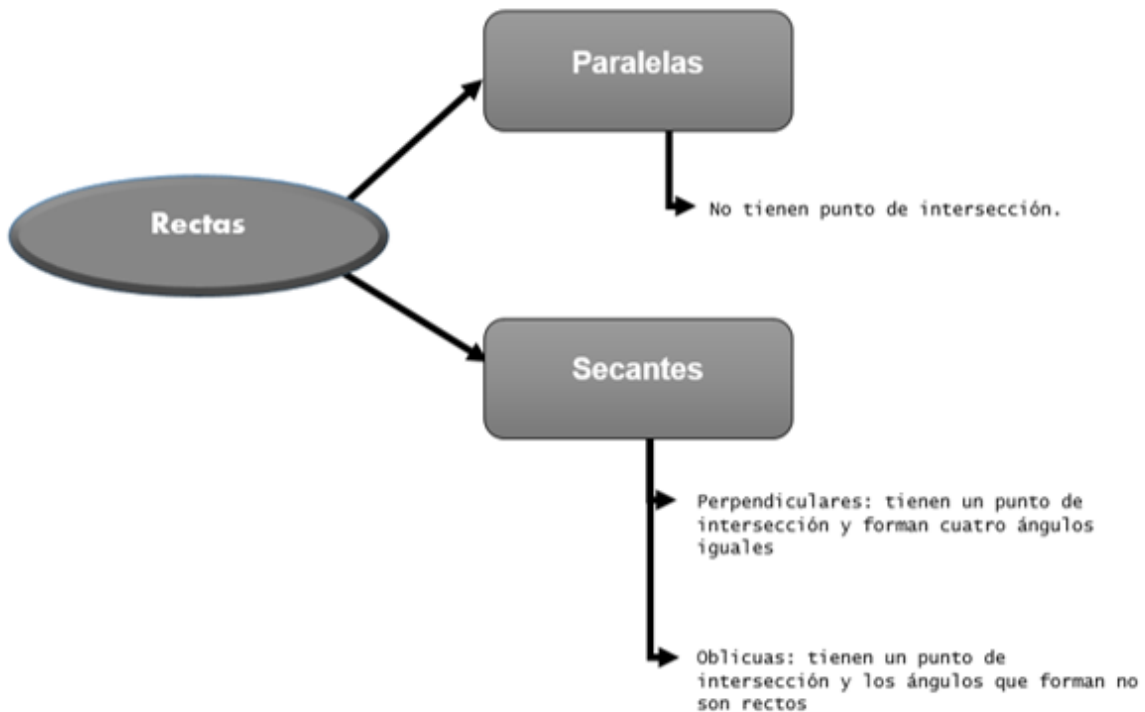 Paralelas
No tienen punto de intersección.
Rectas
Secantes
Perpendiculares: tienen un punto de
intersección y forman cuatro ángulos
iguales
Oblicuas: tienen un punto de
intersección y los ángulos que forman no
son rectos